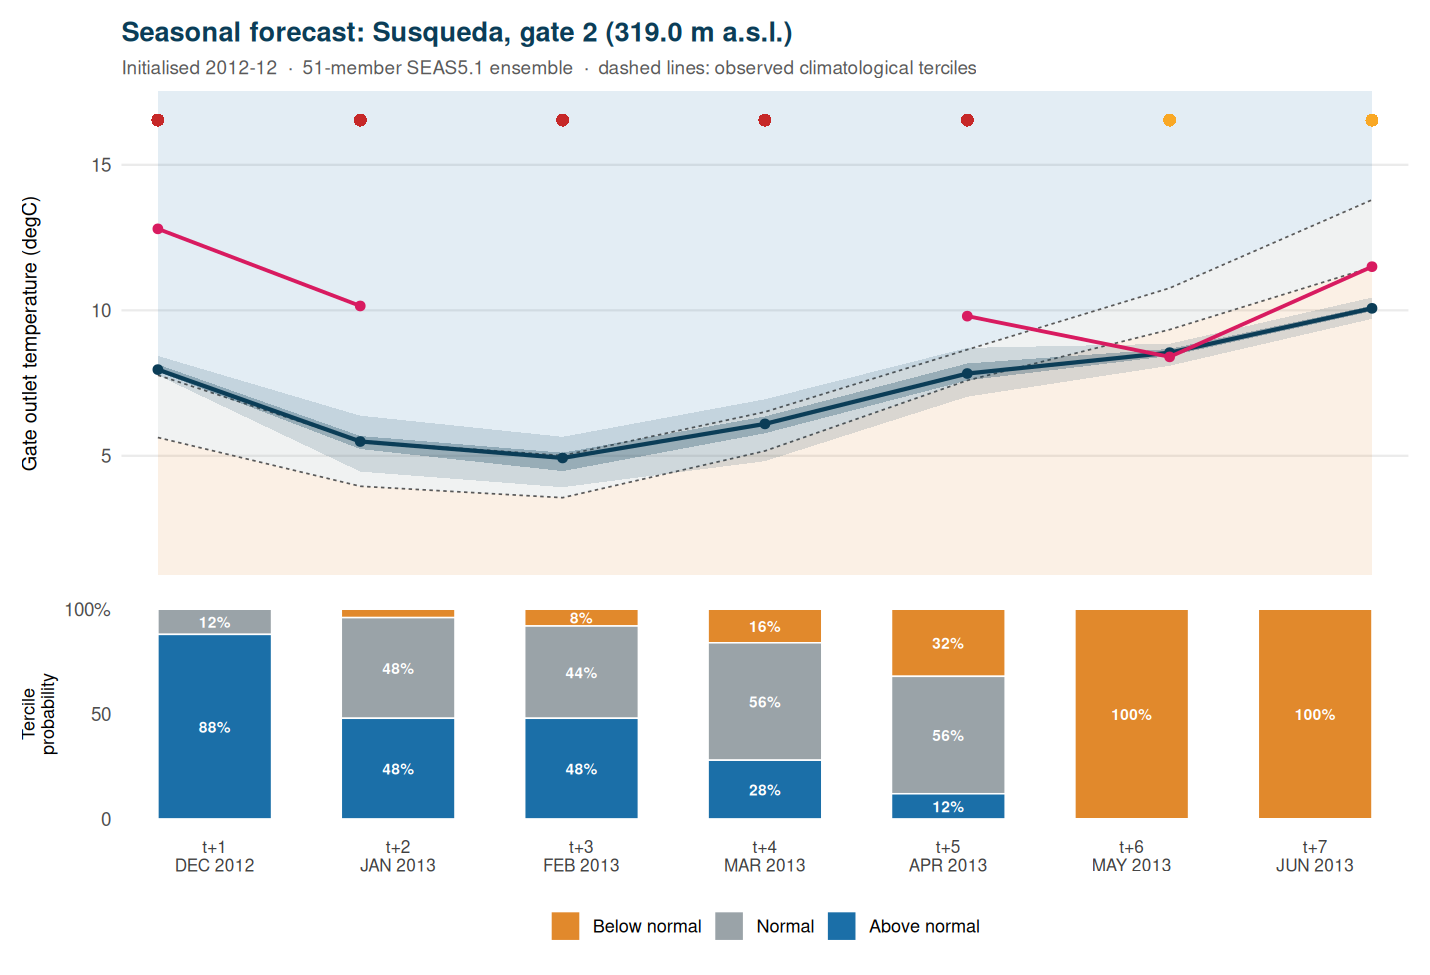 Seasonal forecast: Susqueda, gate 2 (319.0 m a.s.l.)
Initialised 2012-12 · 51-member SEAS5.1 ensemble · dashed lines: observed climatological terciles
Gate outlet temperature (degC)
15
10
5
Tercile
probability
100%
50
0
12%
88%
48%
48%
8%
44%
48%
16%
56%
28%
32%
56%
12%
100%
100%
t+1
DEC 2012
t+2
JAN 2013
t+3
FEB 2013
t+4
MAR 2013
t+5
APR 2013
t+6
MAY 2013
t+7
JUN 2013
Below normal
Normal
Above normal